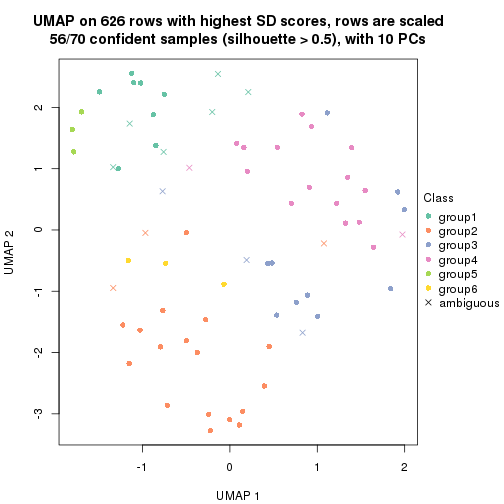 UMAP on 626 rows with highest SD scores, rows are scaled
56/70 confident samples (silhouette > 0.5), with 10 PCs
2
1
0
-1
-2
-3
UMAP 2
-1
0
1
2
UMAP 1
Class
group1
group2
group3
group4
group5
group6
ambiguous